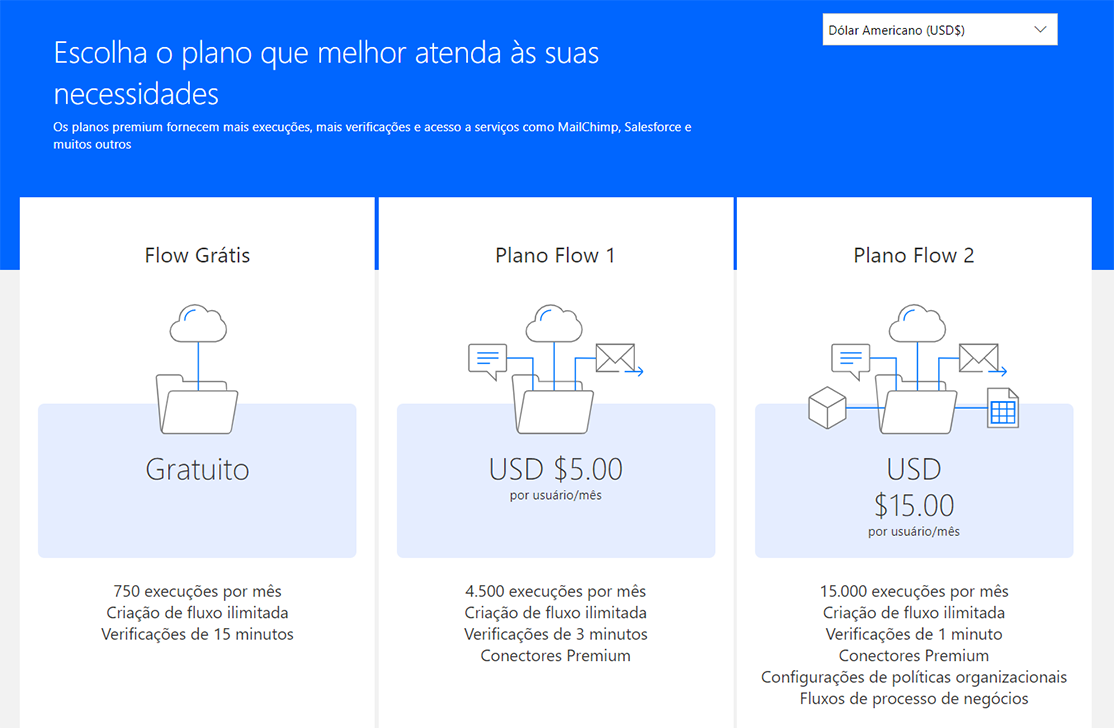 Dólar Americano (USD$)
Escolha o plano que melhor atenda às suas
necessidades
Os planos premium fornecem mais execuções, mais verificações e acesso a serviços como MailChimp, Salesforce e
muitos outros
Flow Grátis
Gratuito
750 execuções por mês
Criação de fluxo ilimitada
Verificações de 15 minutos
Plano Flow 1
USD $5.00
por usuário/mês
4.500 execuções por mês
Criação de fluxo ilimitada
Verificações de 3 minutos
Conectores Premium
Plano Flow 2
USD
$15.00
por usuário/mês
15.000 execuções por mês
Criação de fluxo ilimitada
Verificações de 1 minuto
Conectores Premium
Configurações de políticas organizacionais
Fluxos de processo de negócios